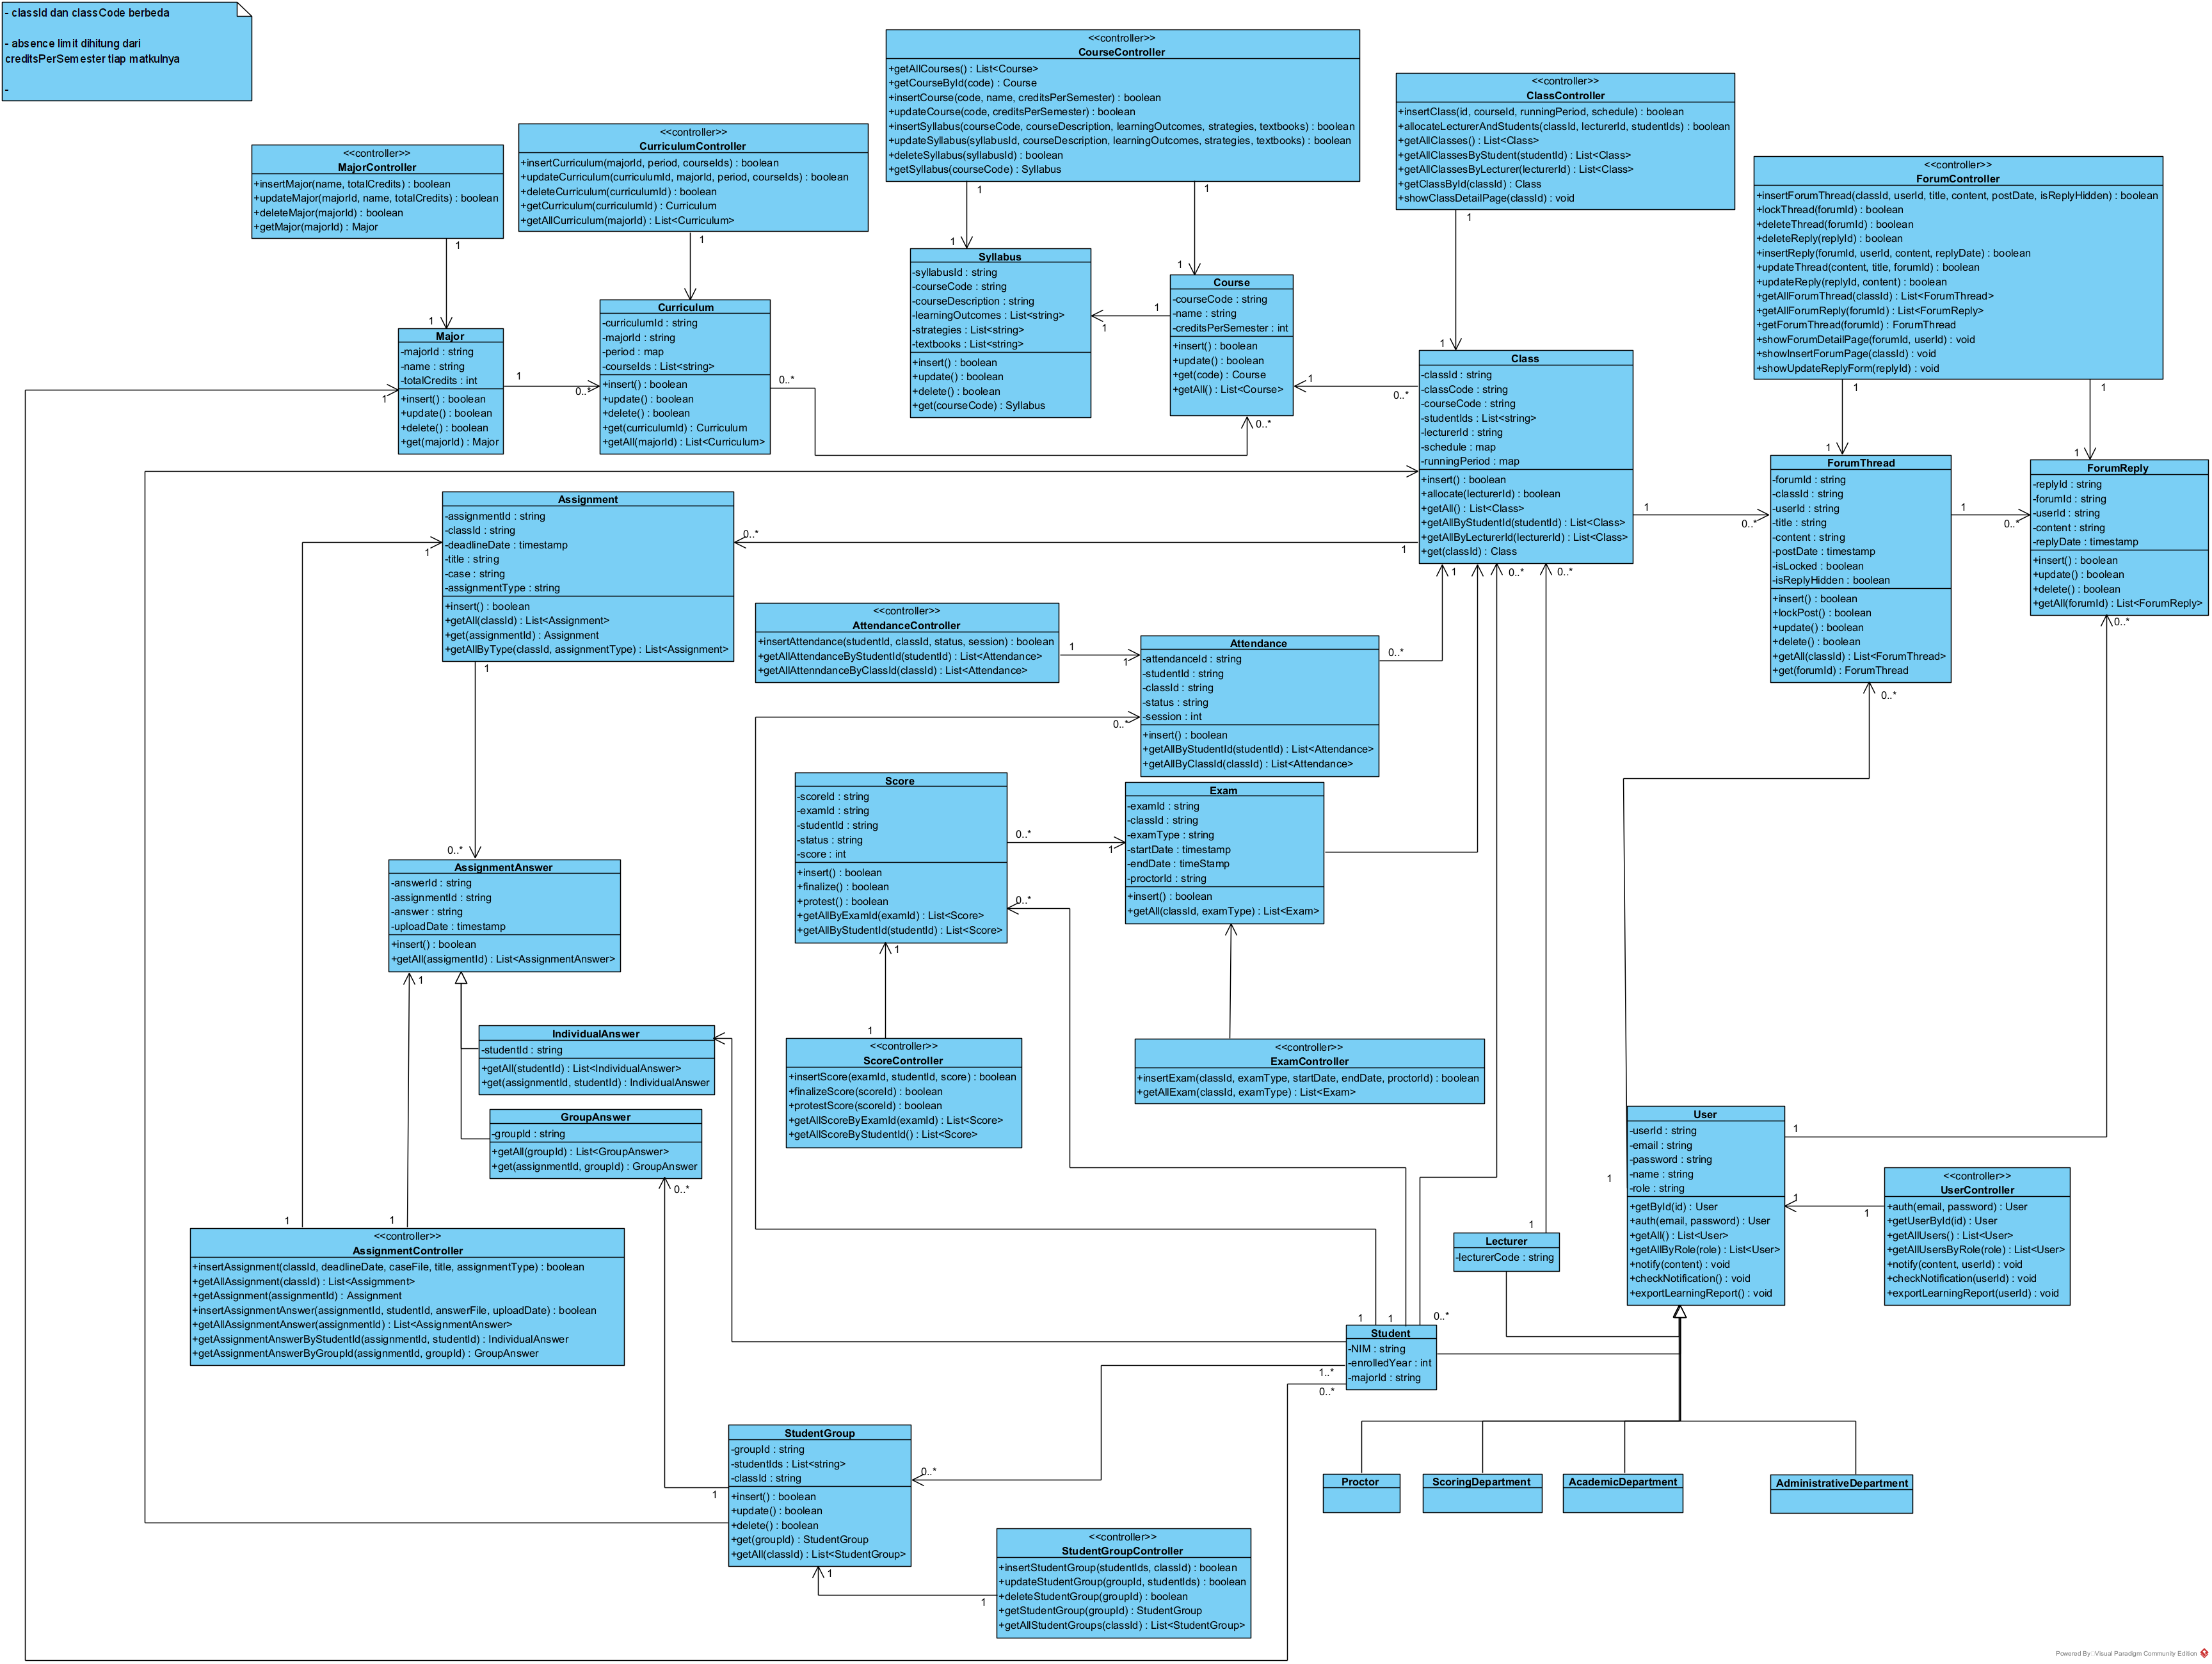 - classId dan classCode berbeda
- absence limit dihitung dari
creditsPerSemester tiap matkulnya
-
<<controller>>
MajorController
+insertMajor(name, totalCredits) : boolean
+updateMajor(majorId, name, totalCredits) : boolean
+deleteMajor(majorId) : boolean
+getMajor(majorId) : Major
1
1
<<controller>>
CurriculumController
+insertCurriculum(majorId, period, courseIds) : boolean
+updateCurriculum(curriculumId, majorId, period, courseIds) : boolean
+deleteCurriculum(curriculumId) : boolean
+getCurriculum(curriculumId) : Curriculum
+getAllCurriculum(majorId) : List<Curriculum>
1
<<controller>>
CourseController
+getAllCourses() : List<Course>
+getCourseById(code) : Course
+insertCourse(code, name, creditsPerSemester) : boolean
+updateCourse(code, creditsPerSemester) : boolean
+insertSyllabus(courseCode, courseDescription, learningOutcomes, strategies, textbooks) : boolean
+updateSyllabus(syllabusId, courseDescription, learningOutcomes, strategies, textbooks) : boolean
+deleteSyllabus(syllabusId) : boolean
+getSyllabus(courseCode) : Syllabus
1
1
1
1
<<controller>>
ClassController
+insertClass(id, courseId, runningPeriod, schedule) : boolean
+allocateLecturerAndStudents(classId, lecturerId, studentIds) : boolean
+getAllClasses() : List<Class>
+getAllClassesByStudent(studentId) : List<Class>
+getAllClassesByLecturer(lecturerId) : List<Class>
+getClassById(classId) : Class
+showClassDetailPage(classId) : void
1
1
<<controller>>
ForumController
+insertForumThread(classId, userId, title, content, postDate, isReplyHidden) : boolean
+lockThread(forumId) : boolean
+deleteThread(forumId) : boolean
+deleteReply(replyId) : boolean
+insertReply(forumId, userId, content, replyDate) : boolean
+updateThread(content, title, forumId) : boolean
+updateReply(replyId, content) : boolean
+getAllForumThread(classId) : List<ForumThread>
+getAllForumReply(forumId) : List<ForumReply>
+getForumThread(forumId) : ForumThread
+showForumDetailPage(forumId, userId) : void
+showInsertForumPage(classId) : void
+showUpdateReplyForm(replyId) : void
1
1
1
1
Major
-majorId : string
-name : string
-totalCredits : int
+insert() : boolean
+update() : boolean
+delete() : boolean
+get(majorId) : Major
1
1
0..*
Curriculum
-curriculumId : string
-majorId : string
-period : map
-courseIds : List<string>
+insert() : boolean
+update() : boolean
+delete() : boolean
+get(curriculumId) : Curriculum
+getAll(majorId) : List<Curriculum>
0..*
0..*
Syllabus
-syllabusId : string
-courseCode : string
-courseDescription : string
-learningOutcomes : List<string>
-strategies : List<string>
-textbooks : List<string>
+insert() : boolean
+update() : boolean
+delete() : boolean
+get(courseCode) : Syllabus
1
1
Course
-courseCode : string
-name : string
-creditsPerSemester : int
+insert() : boolean
+update() : boolean
+get(code) : Course
+getAll() : List<Course>
1
0..*
Class
-classId : string
-classCode : string
-courseCode : string
-studentIds : List<string>
-lecturerId : string
-schedule : map
-runningPeriod : map
+insert() : boolean
+allocate(lecturerId) : boolean
+getAll() : List<Class>
+getAllByStudentId(studentId) : List<Class>
+getAllByLecturerId(lecturerId) : List<Class>
+get(classId) : Class
1
0..*
1
1
0..*
0..*
ForumThread
-forumId : string
-classId : string
-userId : string
-title : string
-content : string
-postDate : timestamp
-isLocked : boolean
-isReplyHidden : boolean
+insert() : boolean
+lockPost() : boolean
+update() : boolean
+delete() : boolean
+getAll(classId) : List<ForumThread>
+get(forumId) : ForumThread
1
0..*
0..*
ForumReply
-replyId : string
-forumId : string
-userId : string
-content : string
-replyDate : timestamp
+insert() : boolean
+update() : boolean
+delete() : boolean
+getAll(forumId) : List<ForumReply>
0..*
Assignment
-assignmentId : string
-classId : string
-deadlineDate : timestamp
-title : string
-case : string
-assignmentType : string
+insert() : boolean
+getAll(classId) : List<Assignment>
+get(assignmentId) : Assignment
+getAllByType(classId, assignmentType) : List<Assignment>
1
0..*
1
0..*
<<controller>>
AttendanceController
+insertAttendance(studentId, classId, status, session) : boolean
+getAllAttendanceByStudentId(studentId) : List<Attendance>
+getAllAttenndanceByClassId(classId) : List<Attendance>
1
1
Attendance
-attendanceId : string
-studentId : string
-classId : string
-status : string
-session : int
+insert() : boolean
+getAllByStudentId(studentId) : List<Attendance>
+getAllByClassId(classId) : List<Attendance>
0..*
0..*
Score
-scoreId : string
-examId : string
-studentId : string
-status : string
-score : int
+insert() : boolean
+finalize() : boolean
+protest() : boolean
+getAllByExamId(examId) : List<Score>
+getAllByStudentId(studentId) : List<Score>
0..*
1
0..*
1
1
Exam
-examId : string
-classId : string
-examType : string
-startDate : timestamp
-endDate : timeStamp
-proctorId : string
+insert() : boolean
+getAll(classId, examType) : List<Exam>
AssignmentAnswer
-answerId : string
-assignmentId : string
-answer : string
-uploadDate : timestamp
+insert() : boolean
+getAll(assigmentId) : List<AssignmentAnswer>
1
IndividualAnswer
-studentId : string
+getAll(studentId) : List<IndividualAnswer>
+get(assignmentId, studentId) : IndividualAnswer
GroupAnswer
-groupId : string
+getAll(groupId) : List<GroupAnswer>
+get(assignmentId, groupId) : GroupAnswer
0..*
<<controller>>
ScoreController
+insertScore(examId, studentId, score) : boolean
+finalizeScore(scoreId) : boolean
+protestScore(scoreId) : boolean
+getAllScoreByExamId(examId) : List<Score>
+getAllScoreByStudentId() : List<Score>
<<controller>>
ExamController
+insertExam(classId, examType, startDate, endDate, proctorId) : boolean
+getAllExam(classId, examType) : List<Exam>
User
-userId : string
-email : string
-password : string
-name : string
-role : string
+getById(id) : User
+auth(email, password) : User
+getAll() : List<User>
+getAllByRole(role) : List<User>
+notify(content) : void
+checkNotification() : void
+exportLearningReport() : void
1
1
1
1
<<controller>>
UserController
+auth(email, password) : User
+getUserById(id) : User
+getAllUsers() : List<User>
+getAllUsersByRole(role) : List<User>
+notify(content, userId) : void
+checkNotification(userId) : void
+exportLearningReport(userId) : void
1
1
<<controller>>
AssignmentController
+insertAssignment(classId, deadlineDate, caseFile, title, assignmentType) : boolean
+getAllAssignment(classId) : List<Assigmment>
+getAssignment(assignmentId) : Assignment
+insertAssignmentAnswer(assignmentId, studentId, answerFile, uploadDate) : boolean
+getAllAssignmentAnswer(assignmentId) : List<AssignmentAnswer>
+getAssignmentAnswerByStudentId(assignmentId, studentId) : IndividualAnswer
+getAssignmentAnswerByGroupId(assignmentId, groupId) : GroupAnswer
1
Lecturer
-lecturerCode : string
1
1
0..*
Student
-NIM : string
-enrolledYear : int
-majorId : string
1..*
0..*
StudentGroup
-groupId : string
-studentIds : List<string>
-classId : string
+insert() : boolean
+update() : boolean
+delete() : boolean
+get(groupId) : StudentGroup
+getAll(classId) : List<StudentGroup>
0..*
1
1
1
<<controller>>
StudentGroupController
+insertStudentGroup(studentIds, classId) : boolean
+updateStudentGroup(groupId, studentIds) : boolean
+deleteStudentGroup(groupId) : boolean
+getStudentGroup(groupId) : StudentGroup
+getAllStudentGroups(classId) : List<StudentGroup>
Proctor
ScoringDepartment
AcademicDepartment
AdministrativeDepartment
Powered By: Visual Paradigm Community Edition